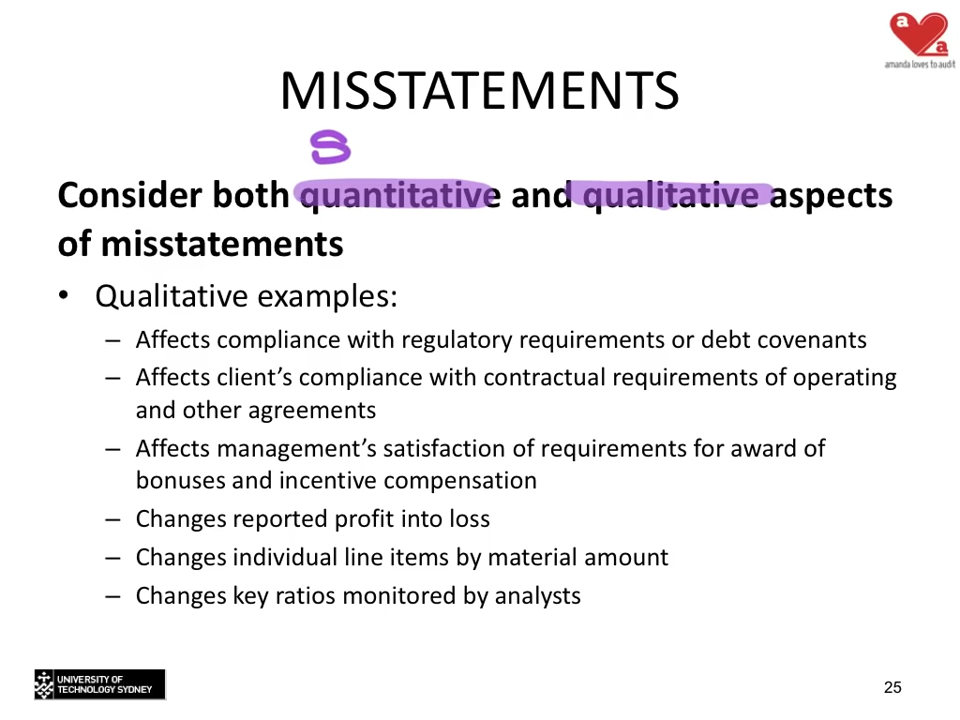 a
a
amanda loves to audit
MISSTATEMENTS
Consider both quantitative and qualitative aspects
of misstatements
• Qualitative examples:
– Affects compliance with regulatory requirements or debt covenants
– Affects client’s compliance with contractual requirements of operating
and other agreements
– Affects management’s satisfaction of requirements for award of
bonuses and incentive compensation
– Changes reported profit into loss
– Changes individual line items by material amount
– Changes key ratios monitored by analysts
UNIVERSITY OF
TECHNOLOGY SYDNEY
25